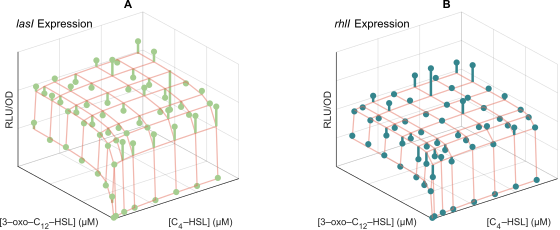 A
lasI Expression
RLU/OD
[3–oxo–C12–HSL] (μM)
[C4–HSL] (μM)
B
rhlI Expression
RLU/OD
[3–oxo–C12–HSL] (μM)
[C4–HSL] (μM)